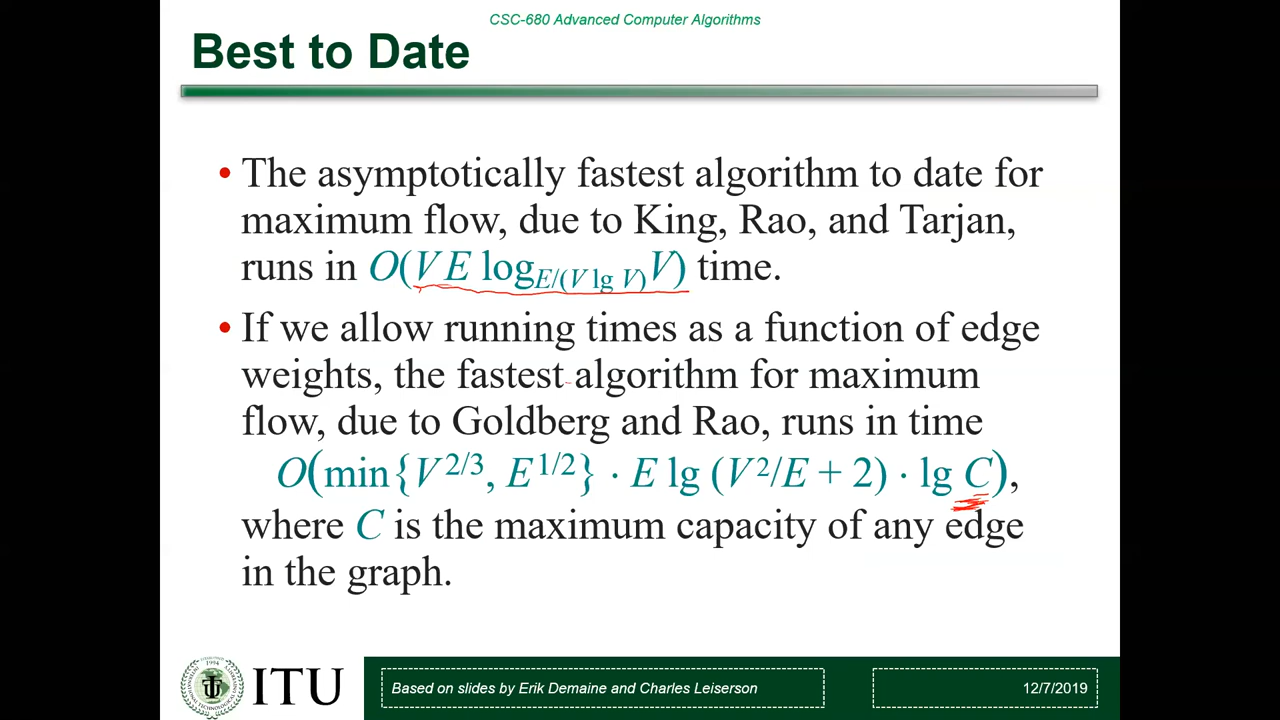 CSC-680 Advanced Computer Algorithms
Best to Date
• The asymptotically fastest algorithm to date for
maximum flow, due to King, Rao, and Tarjan,
runs in O(VE log_{E/(V lg V)}V) time.
• If we allow running times as a function of edge
weights, the fastest algorithm for maximum
flow, due to Goldberg and Rao, runs in time
O(min{V^{2/3}, E^{1/2}} · E lg (V^2/E + 2) · lg C),
where C is the maximum capacity of any edge
in the graph.
1994
ITU
Based on slides by Erik Demaine and Charles Leiserson
12/7/2019